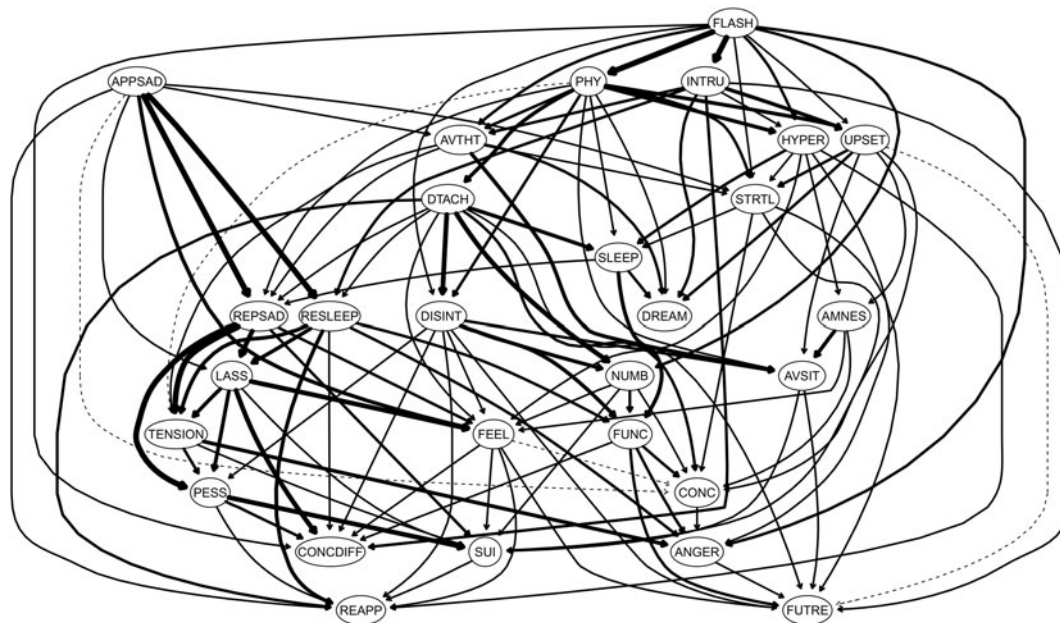 FLASH
APPSAD PHY INTRU
AVTHT HYPER UPSET
DTACH STRTL
SLEEP
REPSAD RESLEEP DISINT DREAM AMNES
LASS NUMB AVSIT
TENSION FEEL FUNC
PESS CONC
CONCDIFF SUI ANGER
REAPP FUTRE